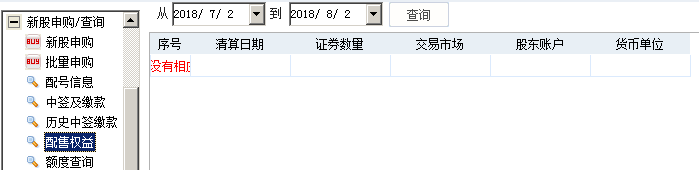 从 2018/ 7/ 2 到 2018/ 8/ 2 查询
新股申购/查询
BUY 新股申购
BUY 批量申购
配号信息
中签及缴款
历史中签缴款
配售权益
额度查询
序号 清算日期 证券数量 交易市场 股东账户 货币单位
没有相